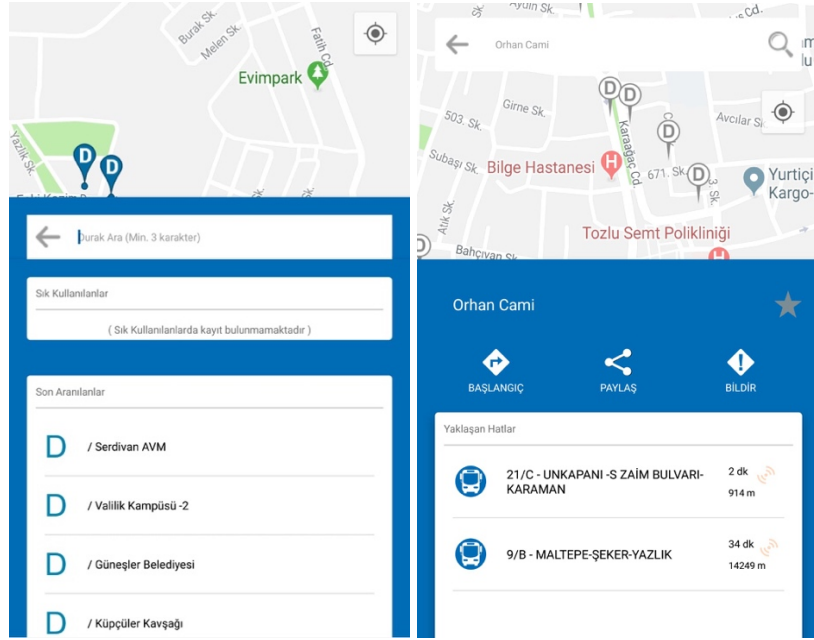 Burak Sk.
Melen Sk.
Fatih Cd.
Evimpark
Yazlık Sk.
D
D
Durak Ara (Min. 3 karakter)
Sık Kullanılanlar
( Sık Kullanılanlarda kayıt bulunmamaktadır )
Son Arananlar
D / Serdivan AVM
D / Valilik Kampüsü -2
D / Güneşler Belediyesi
D / Küpçüler Kavşağı
Aydın Sk.
Orhan Cami
D
D
Girne Sk.
503. Sk.
Karaağaç Cd.
D
Avcılar
Subaşı Sk.
Bilge Hastanesi
H
671. Sk.
D
Yurtiçi
Kargo-
Atik Sk.
Tozlu Semt Polikliniği
D
Bahçıvan Sk.
H
Orhan Cami
BAŞLANGIÇ
PAYLAŞ
BİLDİR
Yaklaşan Hatlar
21/C - UNKAPANI -S ZAİM BULVARI-
KARAMAN
2 dk
914 m
9/B - MALTEPE-ŞEKER-YAZLIK
34 dk
14249 m